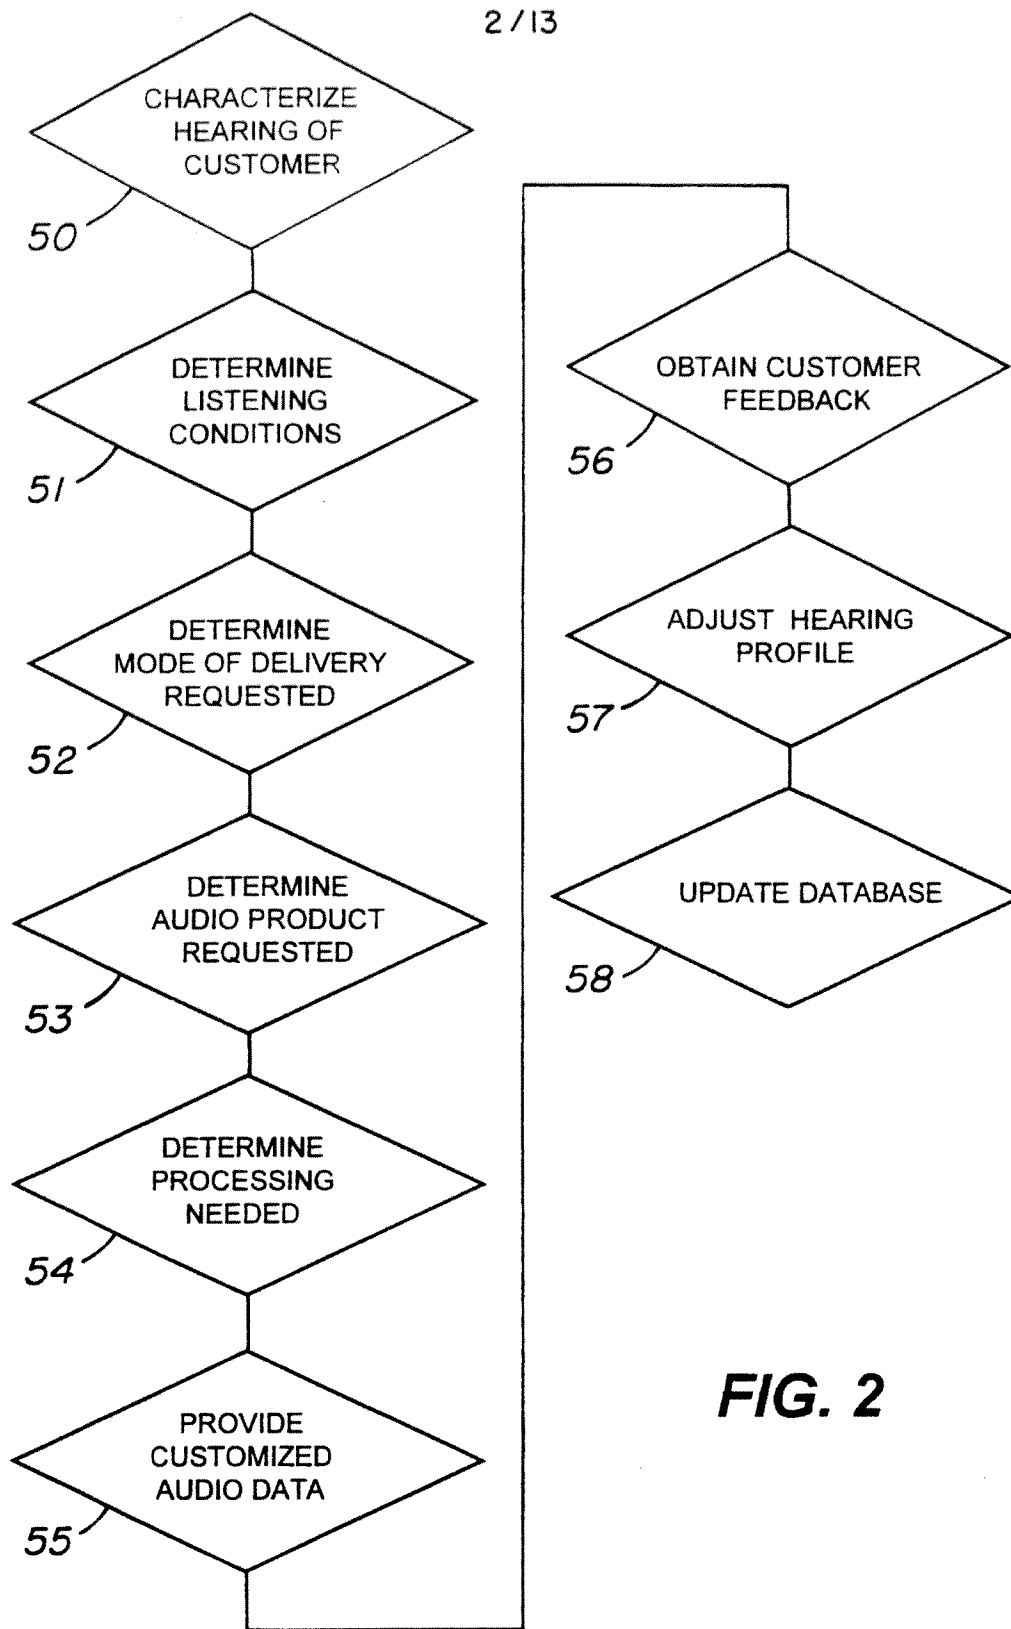 2/13
CHARACTERIZE
HEARING OF
CUSTOMER
50
DETERMINE
LISTENING
CONDITIONS
51
DETERMINE
MODE OF DELIVERY
REQUESTED
52
DETERMINE
AUDIO PRODUCT
REQUESTED
53
DETERMINE
PROCESSING
NEEDED
54
PROVIDE
CUSTOMIZED
AUDIO DATA
55
OBTAIN CUSTOMER
FEEDBACK
56
ADJUST HEARING
PROFILE
57
UPDATE DATABASE
58
FIG. 2